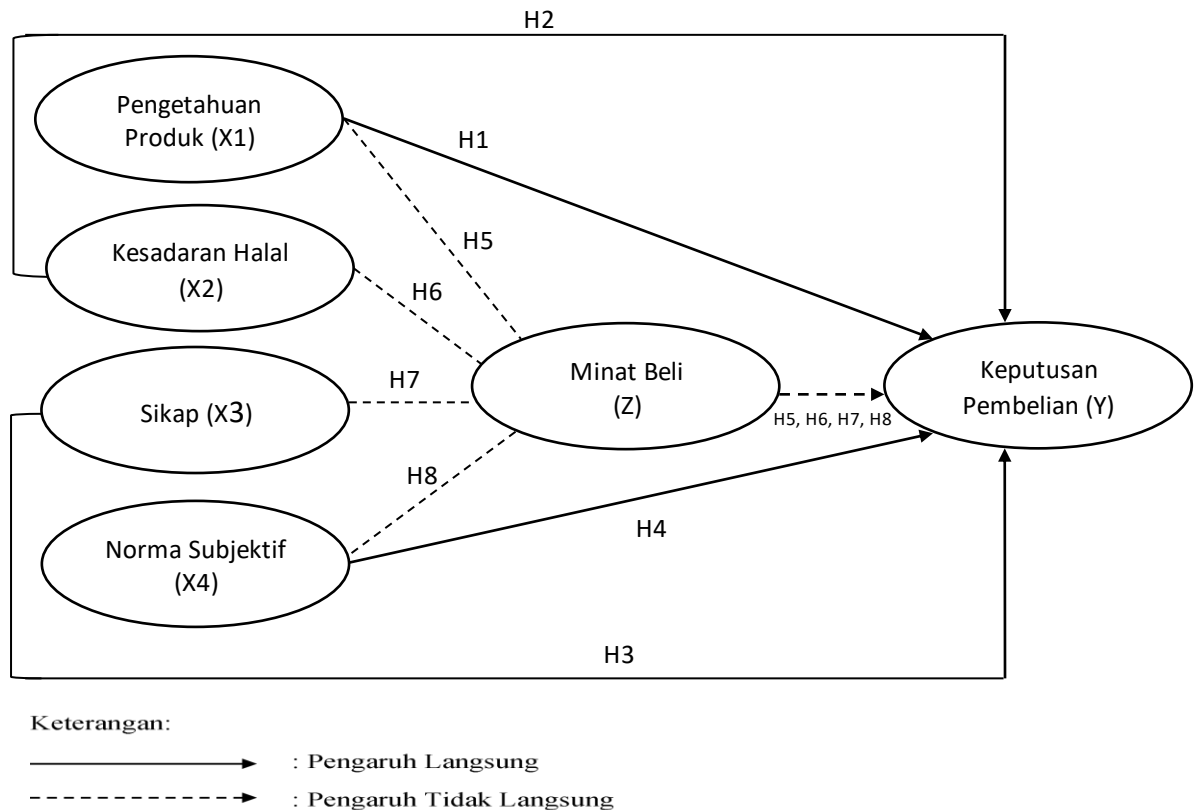 H2
Pengetahuan
Produk (X1)
H1
Kesadaran Halal
(X2)
H5
H6
Sikap (X3)
H7
Minat Beli
(Z)
H5, H6, H7, H8
Keputusan
Pembelian (Y)
H8
Norma Subjektif
(X4)
H4
H3
Keterangan:
: Pengaruh Langsung
: Pengaruh Tidak Langsung